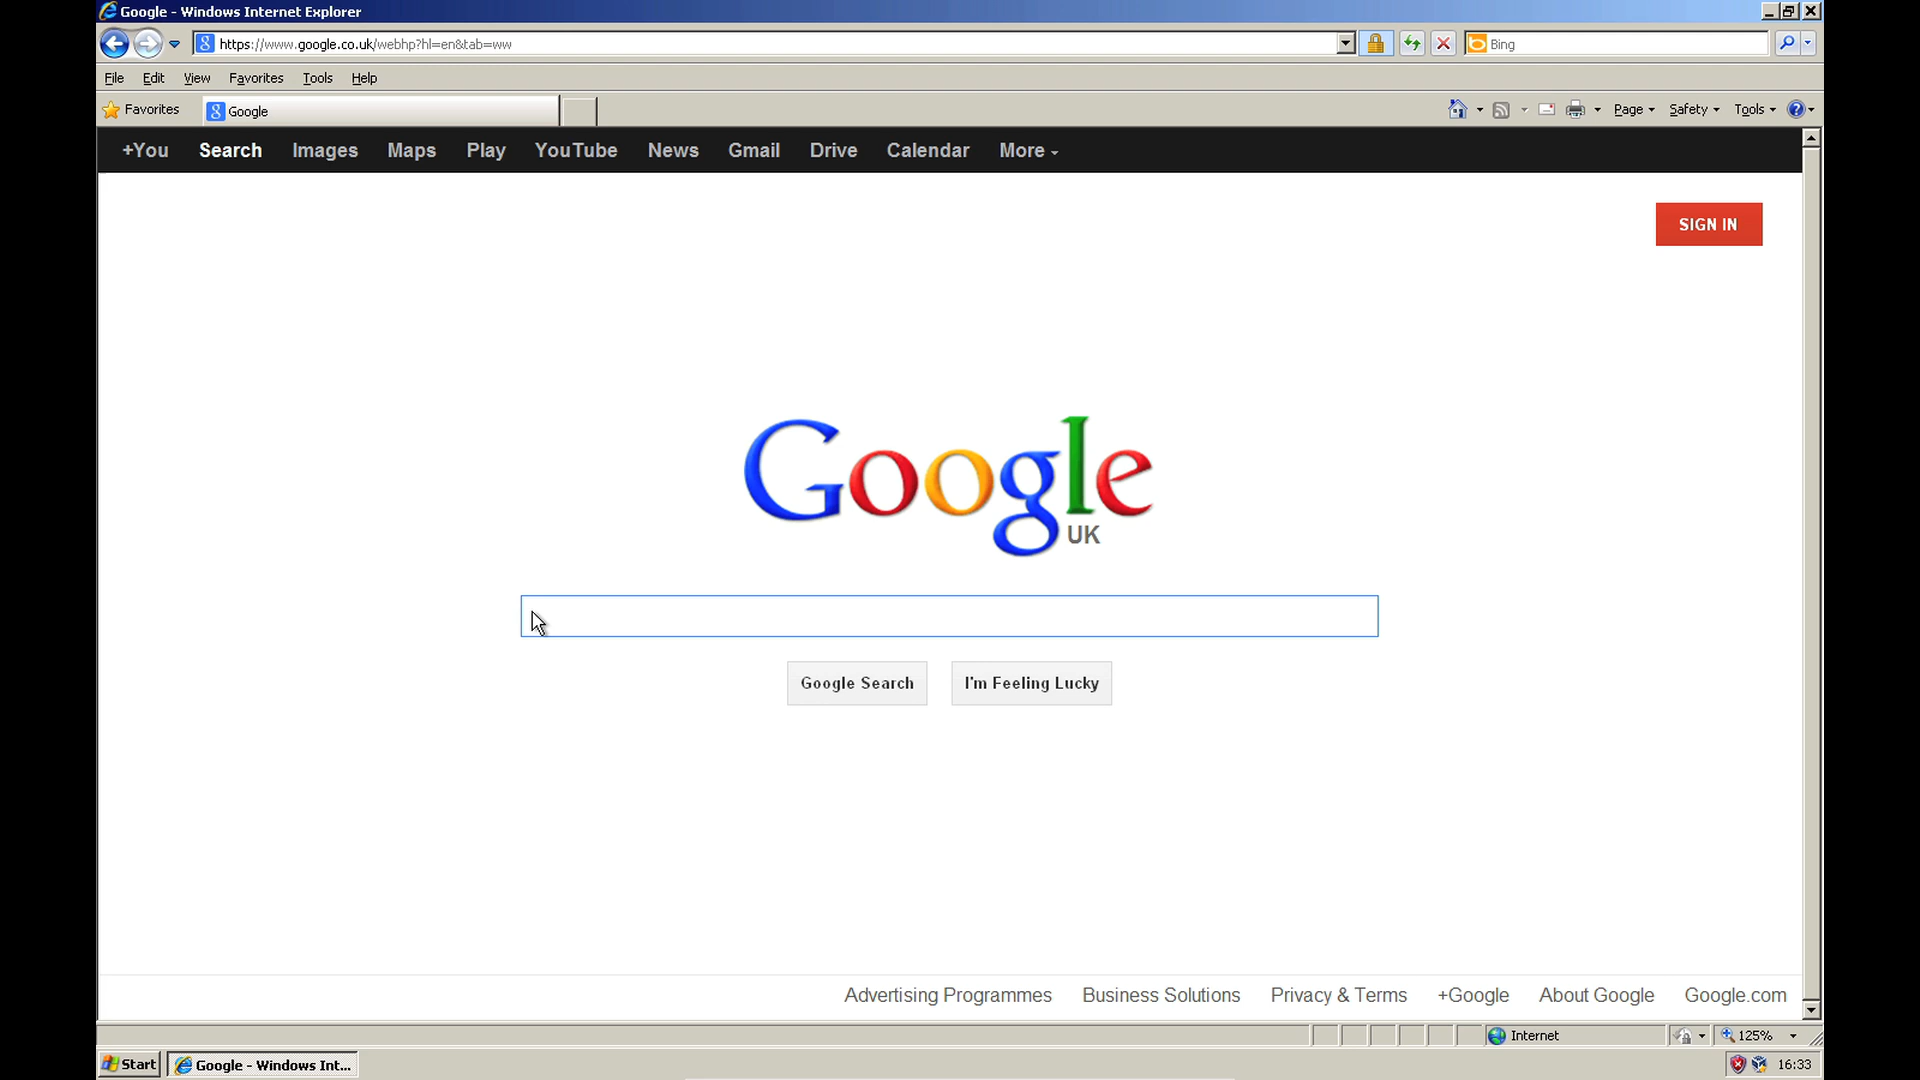 Google - Windows Internet Explorer
https://www.google.co.uk/webhp?hl=en&tab=ww
Bing
File Edit View Favorites Tools Help
Favorites Google Page Safety Tools
+You Search Images Maps Play YouTube News Gmail Drive Calendar More
SIGN IN
Google
UK
Google Search I'm Feeling Lucky
Advertising Programmes Business Solutions Privacy & Terms +Google About Google Google.com
Internet 125%
Start Google - Windows Int... 16:33